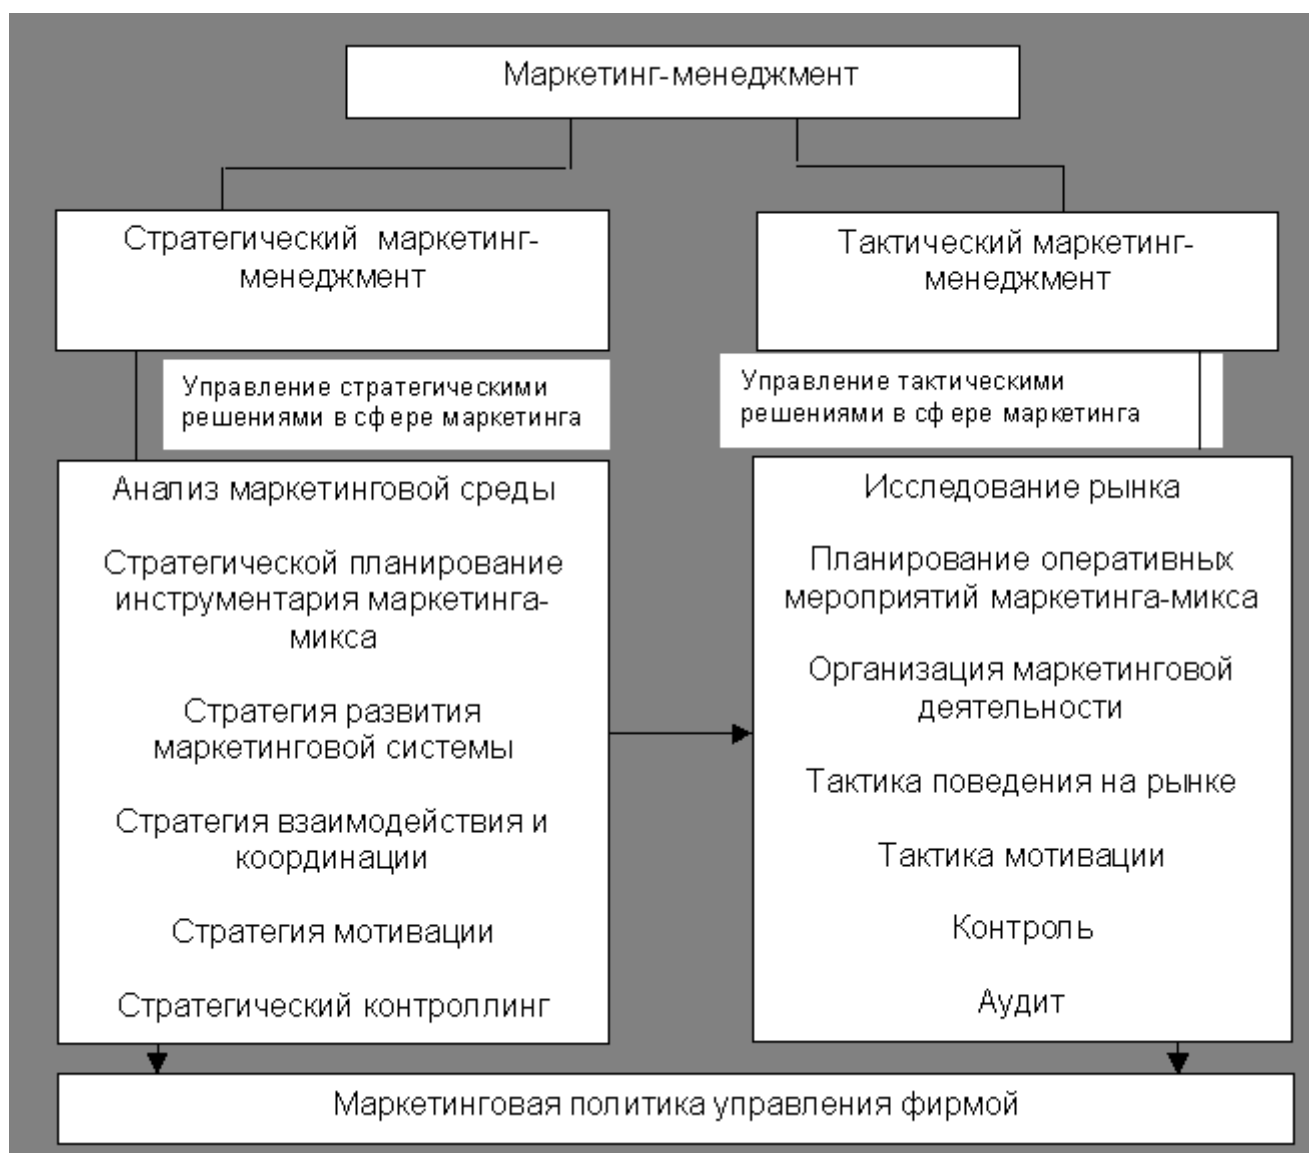 Маркетинг-менеджмент
Стратегический маркетинг-
менеджмент
Тактический маркетинг-
менеджмент
Управление стратегическими
решениями в сфере маркетинга
Управление тактическими
решениями в сфере маркетинга
Анализ маркетинговой среды
Стратегической планирование
инструментария маркетинга-
микса
Стратегия развития
маркетинговой системы
Стратегия взаимодействия и
координации
Стратегия мотивации
Стратегический контроллинг
Исследование рынка
Планирование оперативных
мероприятий маркетинга-микса
Организация маркетинговой
деятельности
Тактика поведения на рынке
Тактика мотивации
Контроль
Аудит
Маркетинговая политика управления фирмой